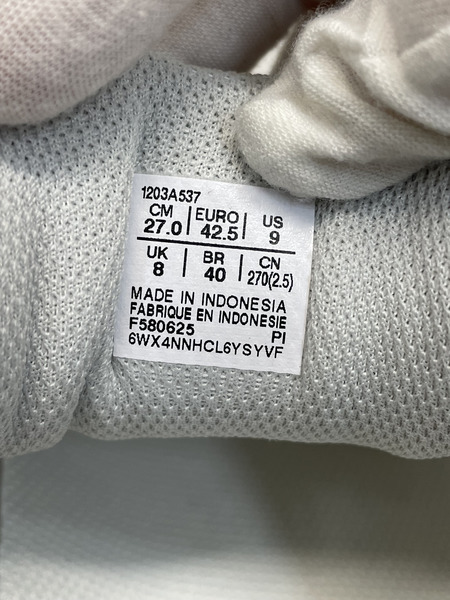 1203A537
CM EURO US
27.0 42.5 9
UK BR CN
8 40 270(2.5)
MADE IN INDONESIA
FABRIQUE EN INDONESIE
F580625 PI
6WX4NNHCL6YSYVF